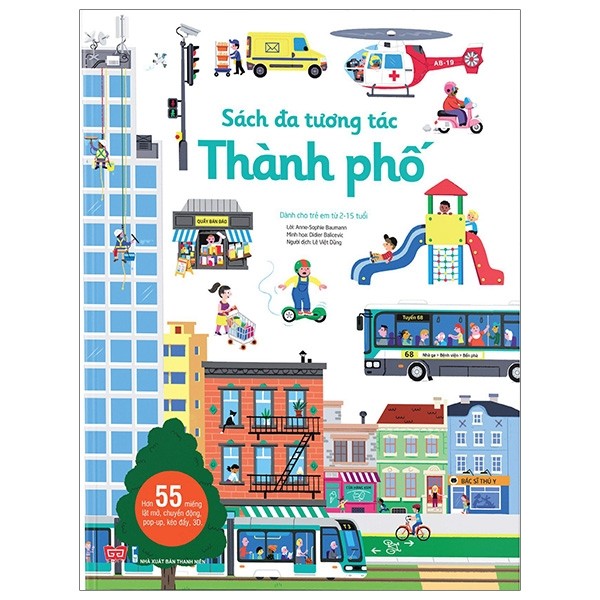 AB-19
Sách đa tương tác
Thành phố
Dành cho trẻ em từ 2-15 tuổi
Lời: Anne-Sophie Baumann
Minh họa: Didier Balicevic
Người dịch: Lê Việt Dũng
QUẦY BÁN BÁO
Tuyến 68
68 Nhà ga • Bệnh viện • Bến phà
BÁC SĨ THÚ Y
Hơn 55 miếng
lật mở, chuyển động,
pop-up, kéo đẩy, 3D
T3
NHÀ XUẤT BẢN THANH NIÊN